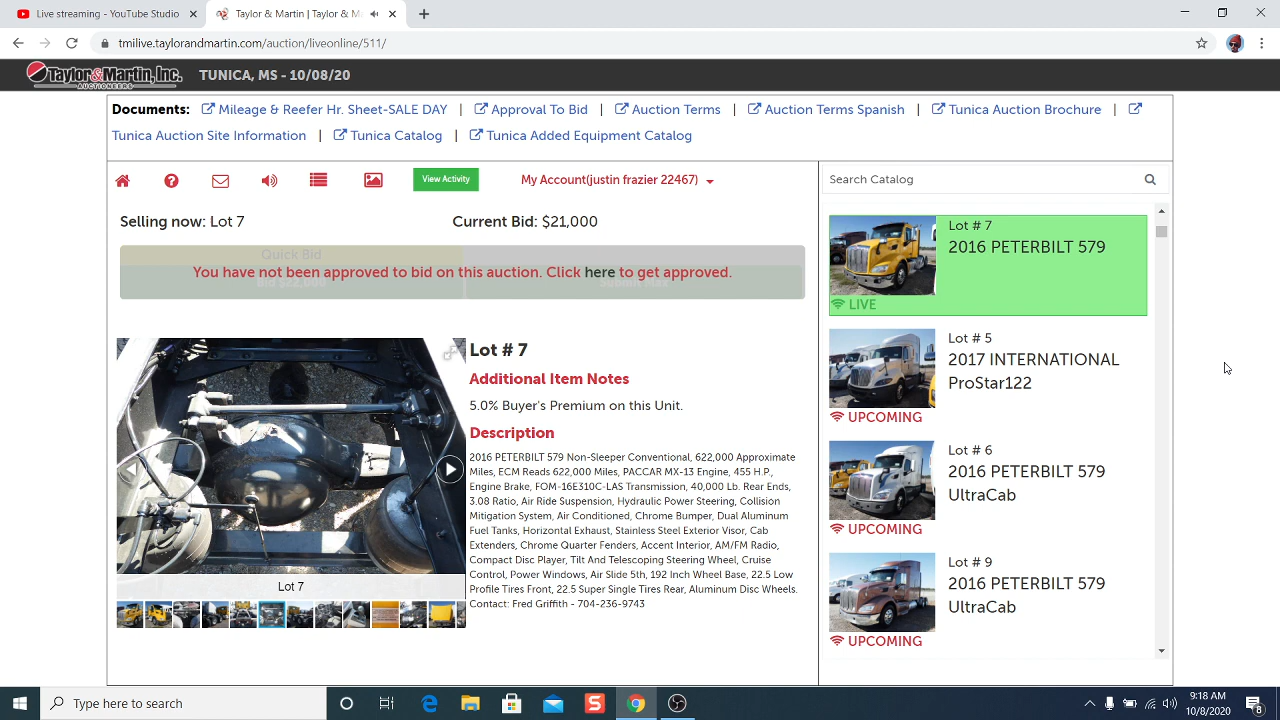 Live streaming - YouTube Studio
Taylor & Martin | Taylor & M
tmlive.taylorandmartin.com/auction/liveonline/511/
Taylor & Martin, Inc.
AUCTIONEERS
TUNICA, MS - 10/08/20
Documents: Mileage & Reefer Hr. Sheet-SALE DAY | Approval To Bid | Auction Terms | Auction Terms Spanish | Tunica Auction Brochure |
Tunica Auction Site Information | Tunica Catalog | Tunica Added Equipment Catalog
View Activity
My Account(justin frazier 22467)
Selling now: Lot 7
Current Bid: $21,000
Quick Bid
You have not been approved to bid on this auction. Click here to get approved.
Bid $22,000
Submit Max
Lot 7
Lot # 7
Additional Item Notes
5.0% Buyer's Premium on this Unit.
Description
2016 PETERBILT 579 Non-Sleeper Conventional, 622,000 Approximate
Miles, ECM Reads 622,000 Miles, PACCAR MX-13 Engine, 455 H.P.,
Engine Brake, FOM-16E310C-LAS Transmission, 40,000 Lb. Rear Ends,
3.08 Ratio, Air Ride Suspension, Hydraulic Power Steering, Collision
Mitigation System, Air Conditioned, Chrome Bumper, Dual Aluminum
Fuel Tanks, Horizontal Exhaust, Stainless Steel Exterior Visor, Cab
Extenders, Chrome Quarter Fenders, Accent Interior, AM/FM Radio,
Compact Disc Player, Tilt And Telescoping Steering Wheel, Cruise
Control, Power Windows, Air Slide 5th, 192 Inch Wheel Base, 22.5 Low
Profile Tires Front, 22.5 Super Single Tires Rear, Aluminum Disc Wheels.
Contact: Fred Griffith - 704-236-9743
Search Catalog
Lot # 7
2016 PETERBILT 579
LIVE
Lot # 5
2017 INTERNATIONAL
ProStar122
UPCOMING
Lot # 6
2016 PETERBILT 579
UltraCab
UPCOMING
Lot # 9
2016 PETERBILT 579
UltraCab
UPCOMING
Type here to search
9:18 AM
10/8/2020
8